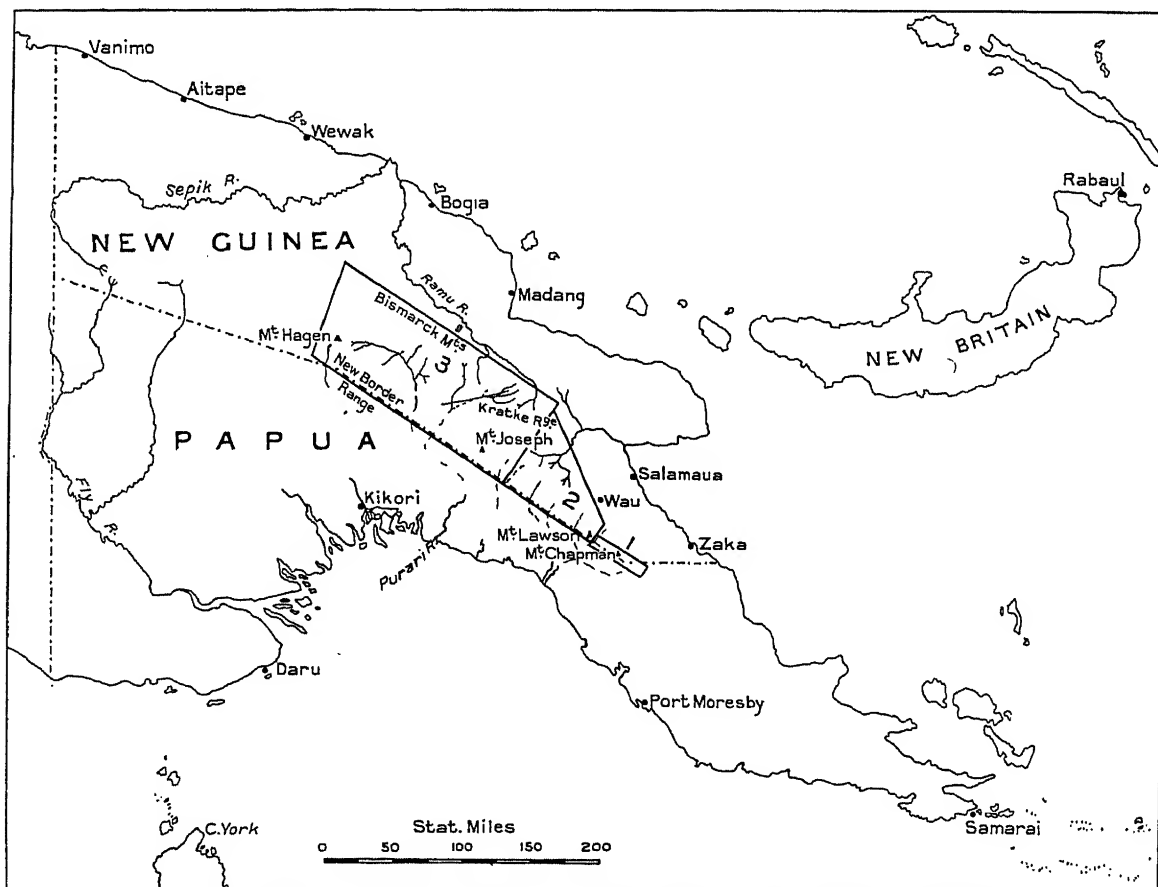 Vanimo
Aitape
Wewak
Sepik R.
Bogia
Rabaul
NEW GUINEA
Ramu R.
Madang
Bismarck Mts
Mt. Hagen
3
NEW BRITAIN
New Border
Range
Kratke Rge
PAPUA
Mt. Joseph
Salamaua
Fly R.
Kikori
2
Wau
Mt. Lawson
1
Zaka
Mt. Chapman
Purari R.
Daru
Port Moresby
C. York
Stat. Miles
0 50 100 150 200
Samarai